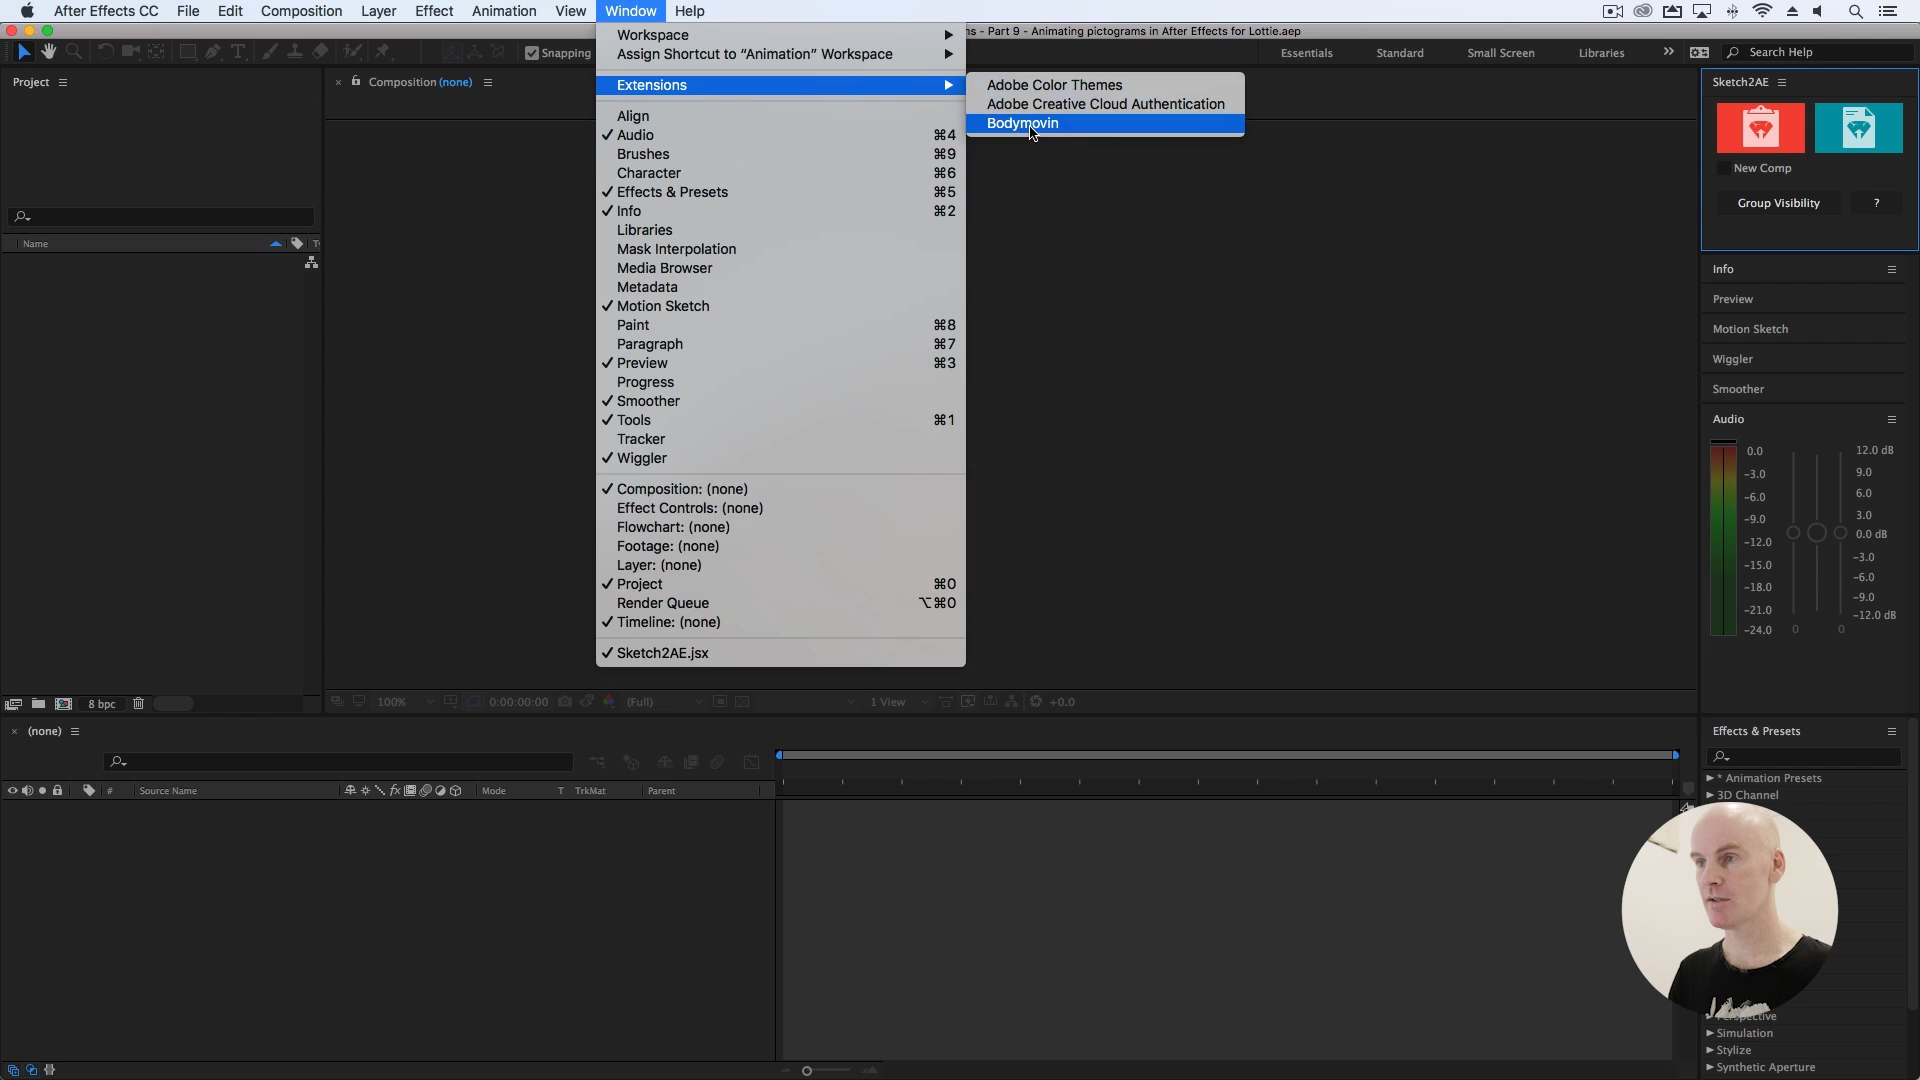 After Effects CC File Edit Composition Layer Effect Animation View Window Help
ns - Part 9 - Animating pictograms in After Effects for Lottie.aep
Snapping
Essentials Standard Small Screen Libraries Search Help
Project
Composition (none)
Workspace
Assign Shortcut to “Animation” Workspace
Extensions
Adobe Color Themes
Adobe Creative Cloud Authentication
Bodymovin
Align
Audio ⌘4
Brushes ⌘9
Character ⌘6
Effects & Presets ⌘5
Info ⌘2
Libraries
Mask Interpolation
Media Browser
Metadata
Motion Sketch
Paint ⌘8
Paragraph ⌘7
Preview ⌘3
Progress
Smoother
Tools ⌘1
Tracker
Wiggler
Composition: (none)
Effect Controls: (none)
Flowchart: (none)
Footage: (none)
Layer: (none)
Project ⌘0
Render Queue ⌥⌘0
Timeline: (none)
Sketch2AE.jsx
Name
8 bpc
100% 0:00:00:00 (Full) 1 View +0.0
Sketch2AE
New Comp
Group Visibility ?
Info
Preview
Motion Sketch
Wiggler
Smoother
Audio
0.0
-3.0
-6.0
-9.0
-12.0
-15.0
-18.0
-21.0
-24.0
12.0 dB
9.0
6.0
3.0
0.0 dB
-3.0
-6.0
-9.0
-12.0 dB
0 0
(none)
# Source Name Mode T TrkMat Parent
Effects & Presets
* Animation Presets
3D Channel
Perspective
Simulation
Stylize
Synthetic Aperture